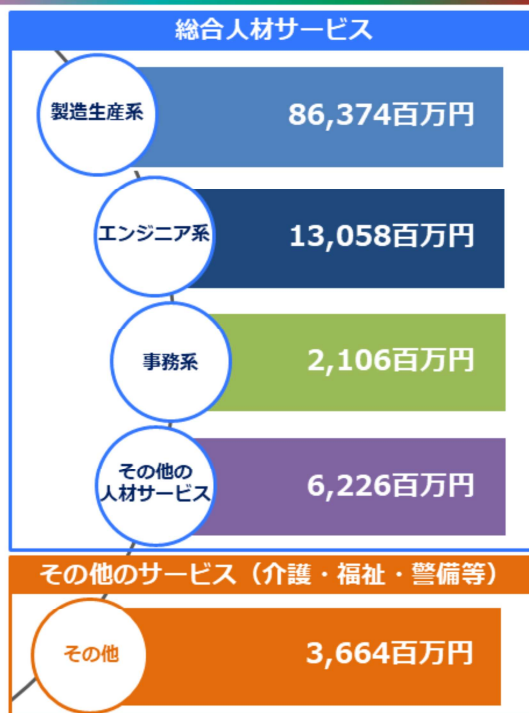 総合人材サービス
製造生産系
86,374百万円
エンジニア系
13,058百万円
事務系
2,106百万円
その他の
人材サービス
6,226百万円
その他のサービス（介護・福祉・警備等）
その他
3,664百万円